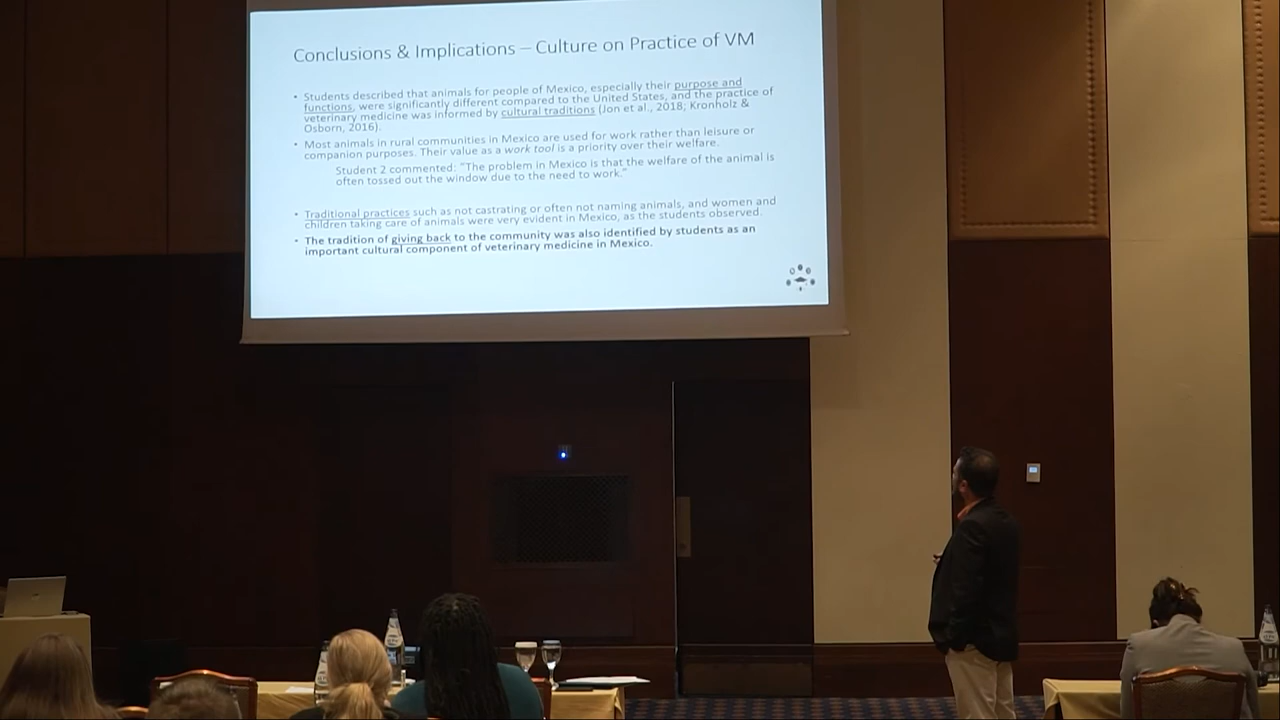 Conclusions & Implications – Culture on Practice of VM
• Students described that animals for people of Mexico, especially their purpose and
functions, were significantly different compared to the United States, and the practice of
veterinary medicine was informed by cultural traditions (Jon et al., 2018; Kronholz &
Osborn, 2016).
• Most animals in rural communities in Mexico are used for work rather than leisure or
companion purposes. Their value as a work tool is a priority over their welfare.
Student 2 commented: "The problem in Mexico is that the welfare of the animal is
often tossed out the window due to the need to work."
• Traditional practices such as not castrating or often not naming animals, and women and
children taking care of animals were very evident in Mexico, as the students observed.
• The tradition of giving back to the community was also identified by students as an
important cultural component of veterinary medicine in Mexico.